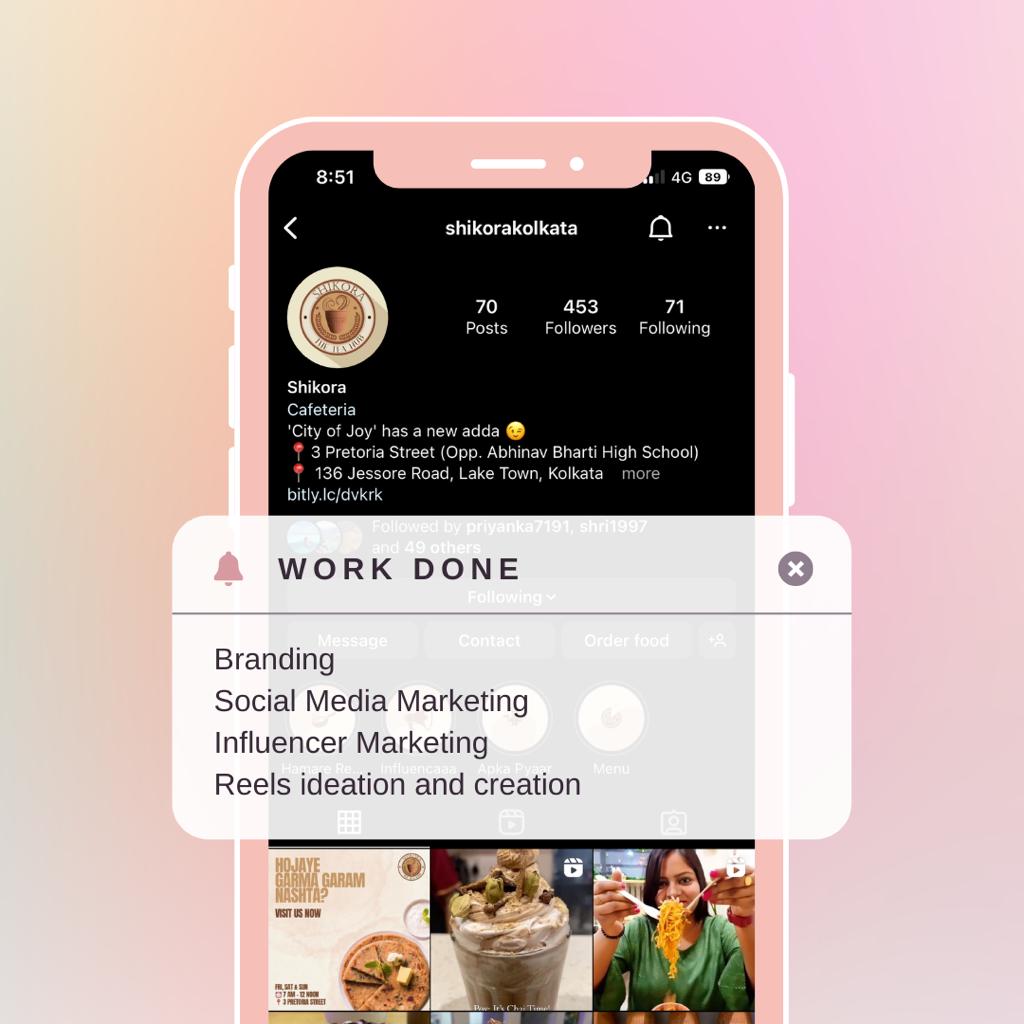 8:51
4G 89
shikorakolkata
SHIKORA
THE TEA HUB
70 453 71
Posts Followers Following
Shikora
Cafeteria
'City of Joy' has a new adda 😉
📍3 Pretoria Street (Opp. Abhinav Bharti High School)
📍 136 Jessore Road, Lake Town, Kolkata more
bitly.lc/dvkrk
Followed by priyanka7191, shri1997
and 49 others
WORK DONE
Following
Message Contact Order food
Branding
Social Media Marketing
Influencer Marketing
Hamare Re... Influencaaa Apka Pyaar Menu
Reels ideation and creation
HOJAYE
GARMA GARAM
NASHTA?
VISIT US NOW
FRI, SAT & SUN
7 AM - 12 NOON
3 PRETORIA STREET
Pov: It's Chai Time!